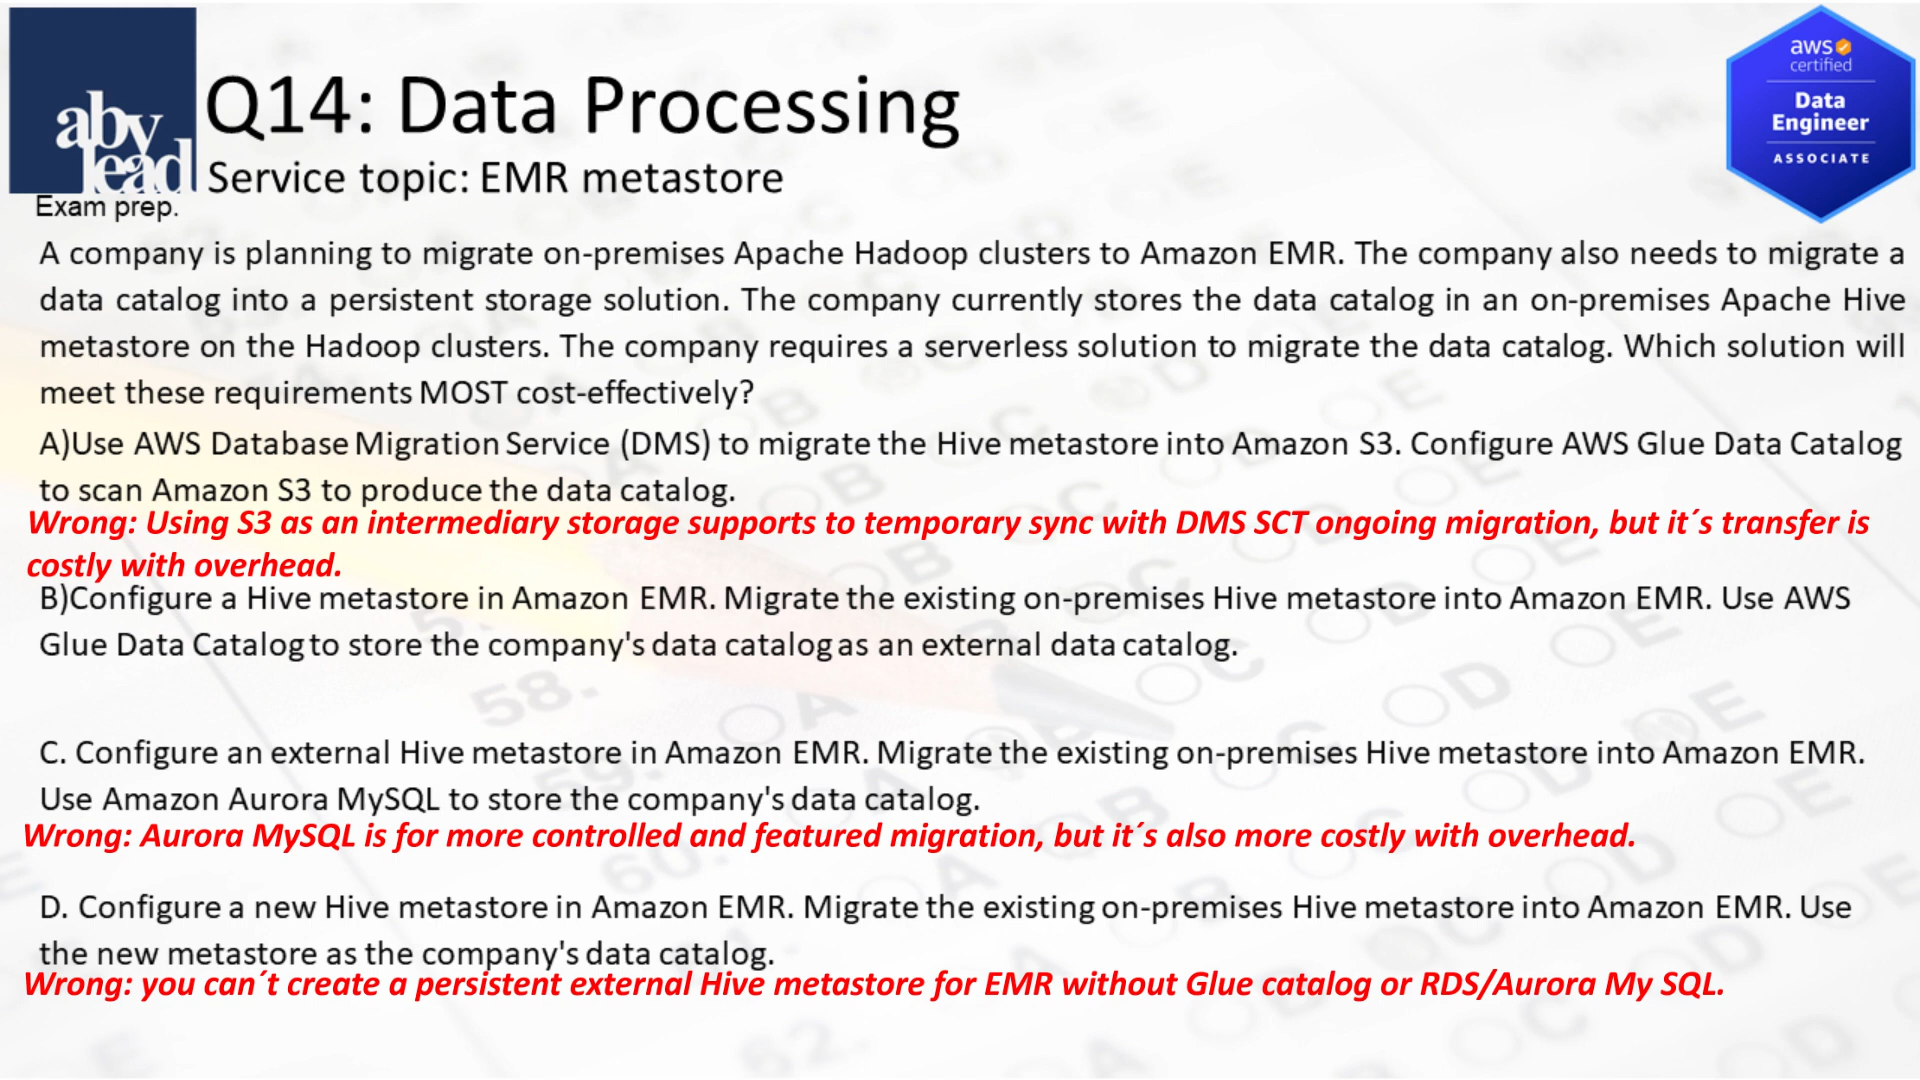 aby
lead
Exam prep.
Q14: Data Processing
Service topic: EMR metastore
aws
certified
Data
Engineer
ASSOCIATE
A company is planning to migrate on-premises Apache Hadoop clusters to Amazon EMR. The company also needs to migrate a
data catalog into a persistent storage solution. The company currently stores the data catalog in an on-premises Apache Hive
metastore on the Hadoop clusters. The company requires a serverless solution to migrate the data catalog. Which solution will
meet these requirements MOST cost-effectively?
A)Use AWS Database Migration Service (DMS) to migrate the Hive metastore into Amazon S3. Configure AWS Glue Data Catalog
to scan Amazon S3 to produce the data catalog.
Wrong: Using S3 as an intermediary storage supports to temporary sync with DMS SCT ongoing migration, but it´s transfer is
costly with overhead.
B)Configure a Hive metastore in Amazon EMR. Migrate the existing on-premises Hive metastore into Amazon EMR. Use AWS
Glue Data Catalog to store the company's data catalog as an external data catalog.
58.
C. Configure an external Hive metastore in Amazon EMR. Migrate the existing on-premises Hive metastore into Amazon EMR.
Use Amazon Aurora MySQL to store the company's data catalog.
59.
Wrong: Aurora MySQL is for more controlled and featured migration, but it´s also more costly with overhead.
60.
D. Configure a new Hive metastore in Amazon EMR. Migrate the existing on-premises Hive metastore into Amazon EMR. Use
the new metastore as the company's data catalog.
Wrong: you can´t create a persistent external Hive metastore for EMR without Glue catalog or RDS/Aurora My SQL.
62.